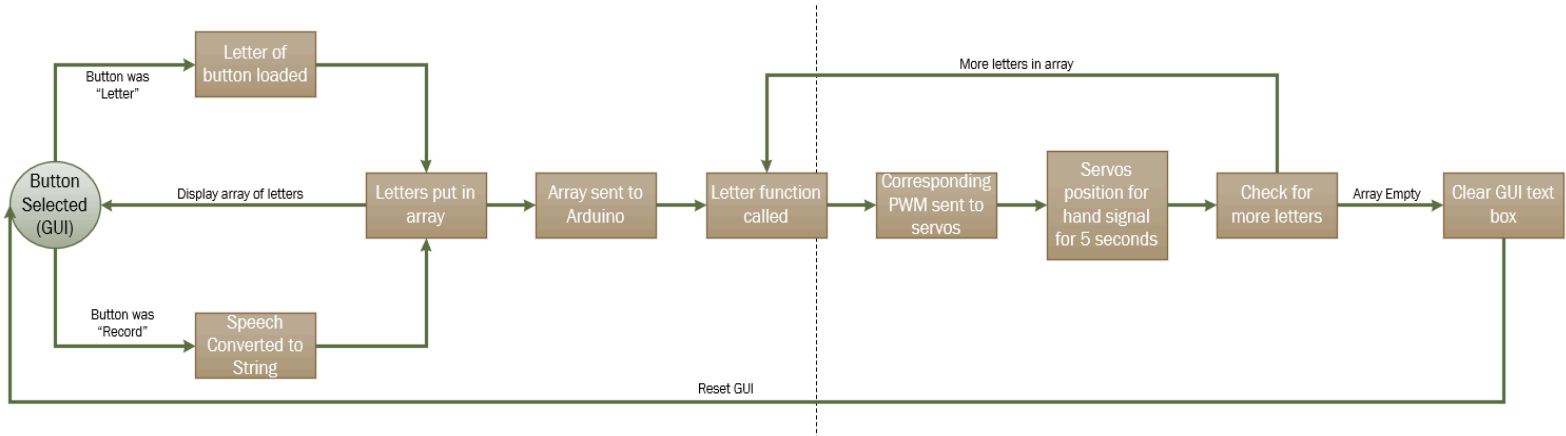 Letter of
button loaded
Button was
“Letter”
More letters in array
Button
Selected
(GUI)
Display array of letters
Letters put in
array
Array sent to
Arduino
Letter function
called
Corresponding
PWM sent to
servos
Servos
position for
hand signal
for 5 seconds
Check for
more letters
Array Empty
Clear GUI text
box
Button was
“Record”
Speech
Converted to
String
Reset GUI